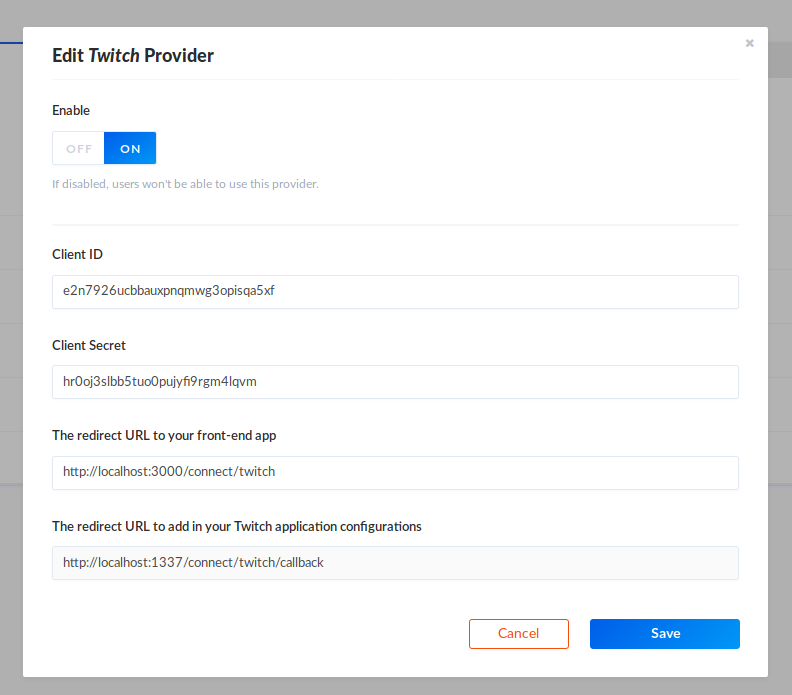 Edit Twitch Provider
×
Enable
OFF ON
If disabled, users won't be able to use this provider.
Client ID
e2n7926ucbbauxpnqmwg3opisqa5xf
Client Secret
hr0oj3slbb5tuo0pujyfi9rgm4lqvm
The redirect URL to your front-end app
http://localhost:3000/connect/twitch
The redirect URL to add in your Twitch application configurations
http://localhost:1337/connect/twitch/callback
Cancel Save